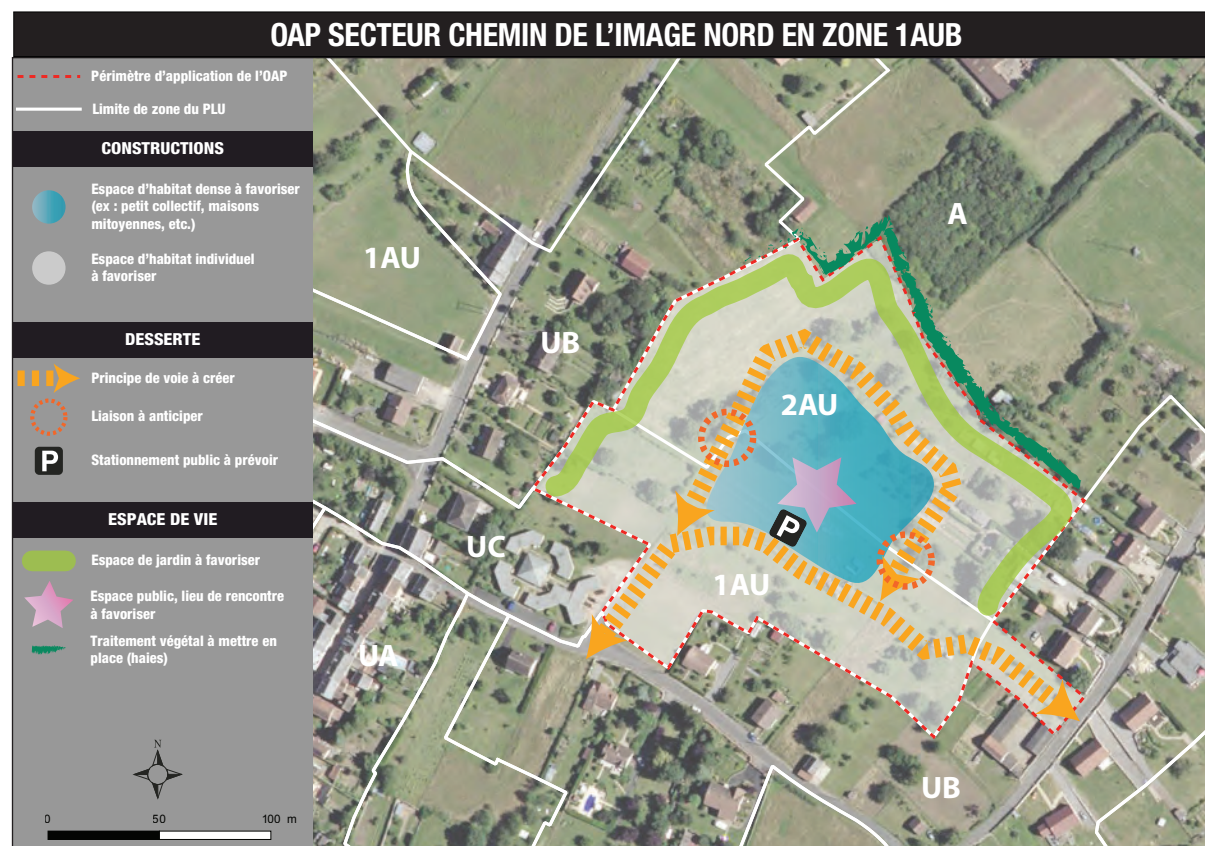 OAP SECTEUR CHEMIN DE L'IMAGE NORD EN ZONE 1AUB
Périmètre d'application de l'OAP
Limite de zone du PLU
CONSTRUCTIONS
Espace d'habitat dense à favoriser
(ex : petit collectif, maisons
mitoyennes, etc.)
Espace d'habitat individuel
à favoriser
DESSERTE
Principe de voie à créer
Liaison à anticiper
P
Stationnement public à prévoir
ESPACE DE VIE
Espace de jardin à favoriser
Espace public, lieu de rencontre
à favoriser
Traitement végétal à mettre en
place (haies)
N
0 50 100 m
A
1AU
UB
2AU
P
UC
1AU
UA
UB